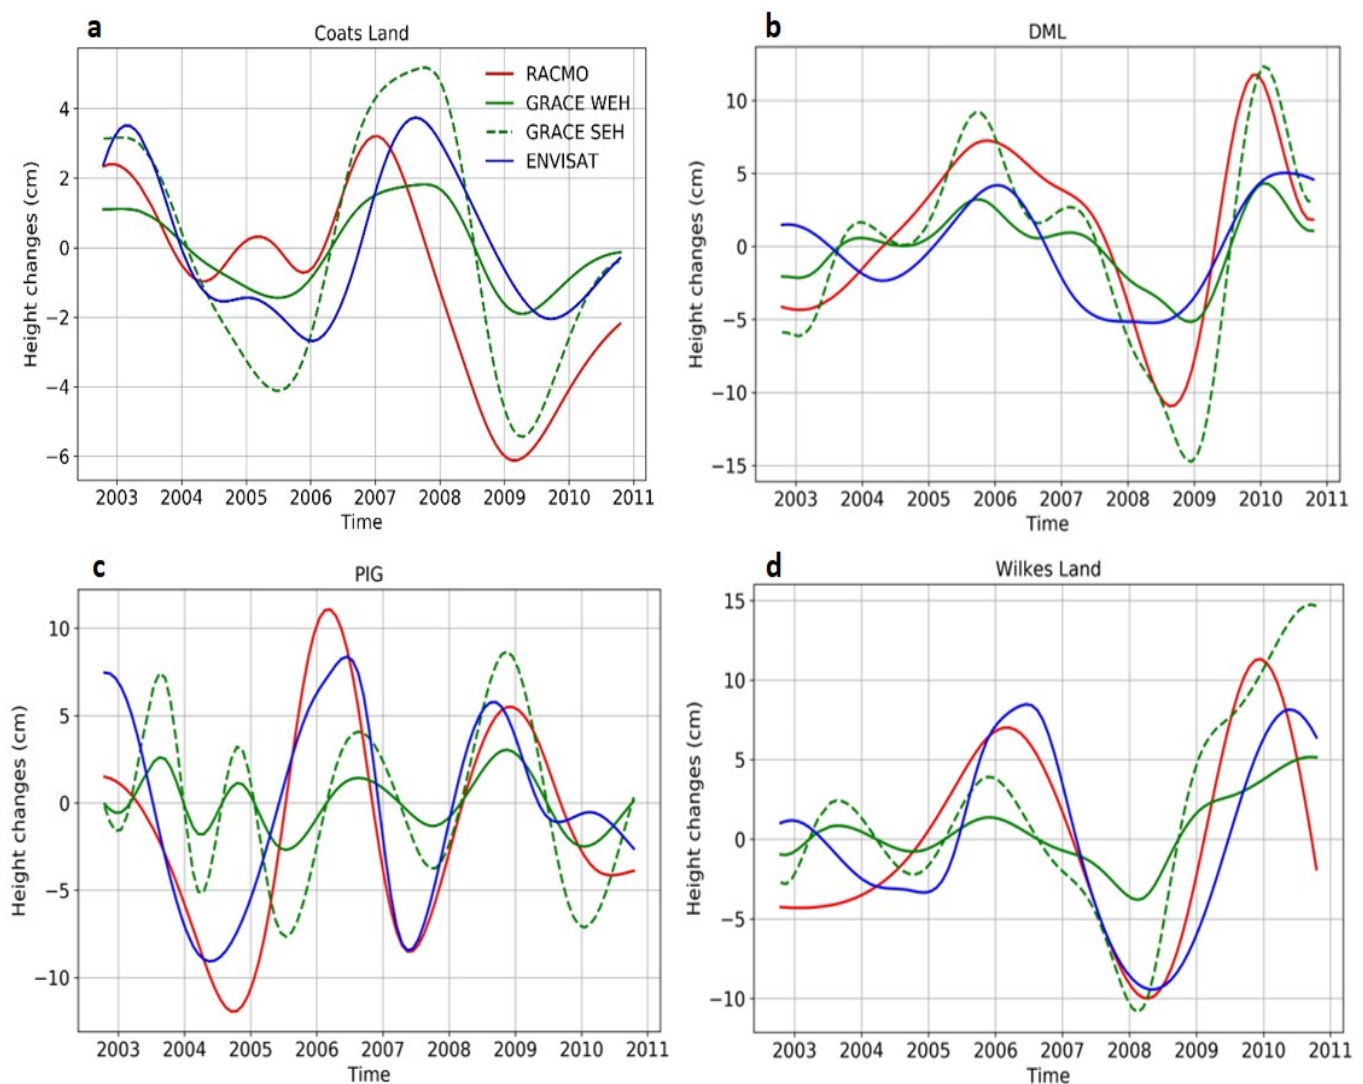 a
Coats Land
RACMO
GRACE WEH
GRACE SEH
ENVISAT
Height changes (cm)
4
2
0
−2
−4
−6
2003 2004 2005 2006 2007 2008 2009 2010 2011
Time
b
DML
Height changes (cm)
10
5
0
−5
−10
−15
2003 2004 2005 2006 2007 2008 2009 2010 2011
Time
c
PIG
Height changes (cm)
10
5
0
−5
−10
2003 2004 2005 2006 2007 2008 2009 2010 2011
Time
d
Wilkes Land
Height changes (cm)
15
10
5
0
−5
−10
2003 2004 2005 2006 2007 2008 2009 2010 2011
Time